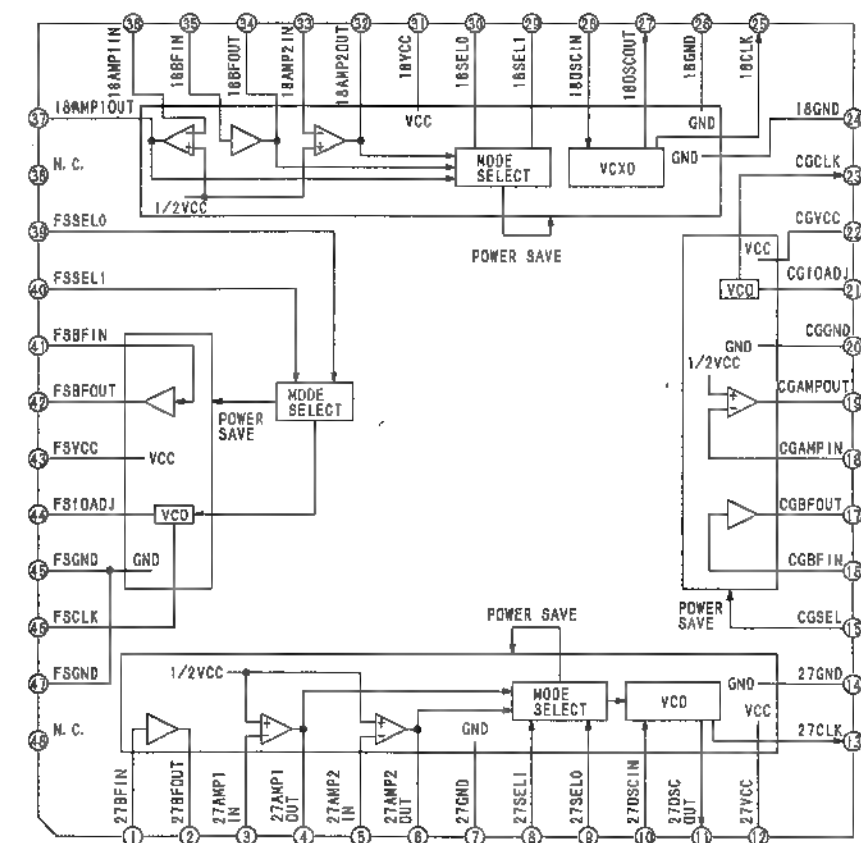 36
35
34
33
32
31
30
29
28
27
26
25
18AMP1IN
18BFIN
18BFOUT
18AMP2IN
18AMP2OUT
18VCC
18SEL0
18SEL1
18OSCIN
18OSCOUT
18GND
18CLK
37 18AMP1OUT
VCC
GND
18GND 24
38 N.C.
MODE
SELECT
VCXO
GND
CGCLK 23
1/2VCC
39 FSSEL0
POWER SAVE
VCC
CGVCC 22
40 FSSEL1
VCO
CGIOADJ 21
41 FSBFIN
GND
CGGND 20
1/2VCC
42 FSBFOUT
MODE
SELECT
POWER
SAVE
CGAMPOUT 19
43 FSVCC
VCC
CGAMPIN 18
44 FSIOADJ
VCO
CGBFOUT 17
45 FSGND
GND
CGBFIN 16
46 FSCLK
POWER SAVE
POWER
SAVE
CGSEL 15
47 FSGND
1/2VCC
MODE
SELECT
VCO
GND
27GND 14
48 N.C.
GND
VCC
27CLK 13
27BFIN
27BFOUT
27AMP1
IN
27AMP1
OUT
27AMP2
IN
27AMP2
OUT
27GND
27SEL1
27SEL0
27OSCIN
27OSC
OUT
27VCC
1
2
3
4
5
6
7
8
9
10
11
12